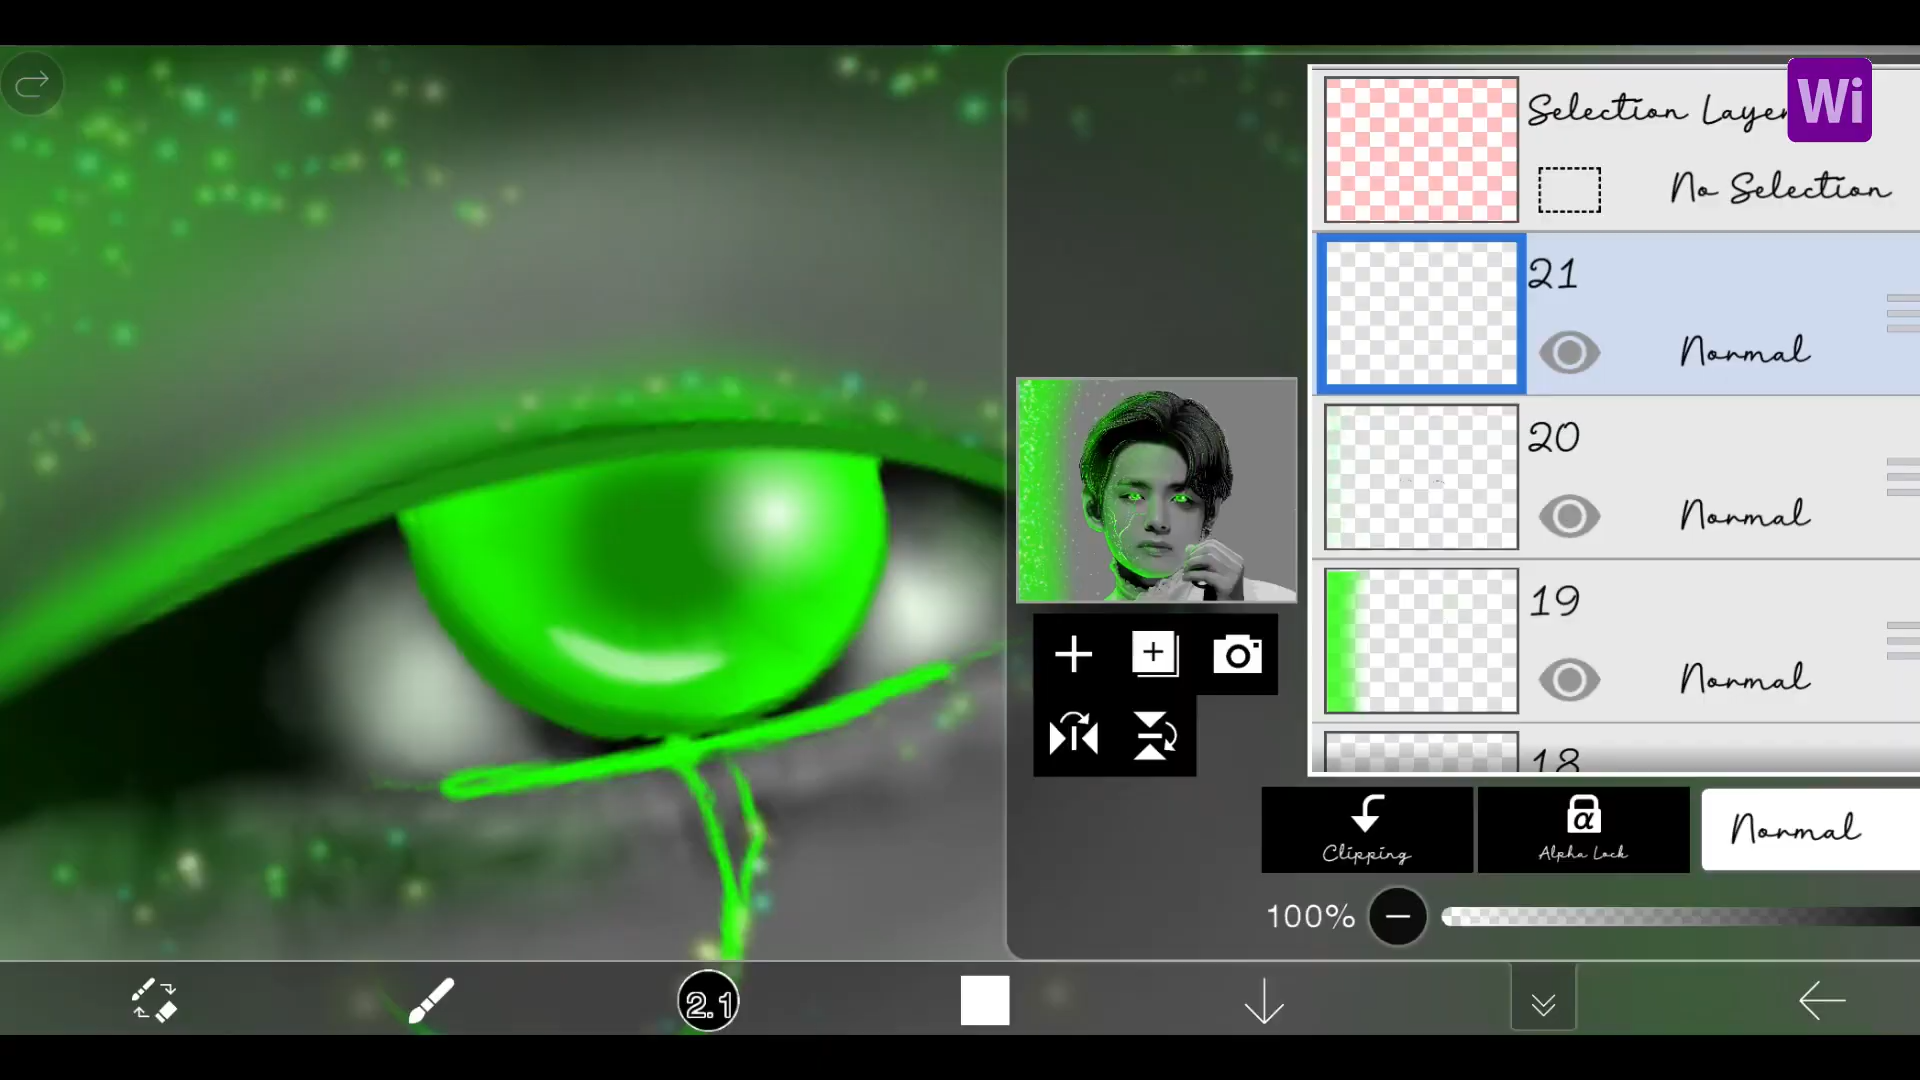 Selection Layer
Wi
No Selection
21
Normal
20
Normal
19
Normal
18
Clipping
α
Alpha Lock
Normal
100%
2.1